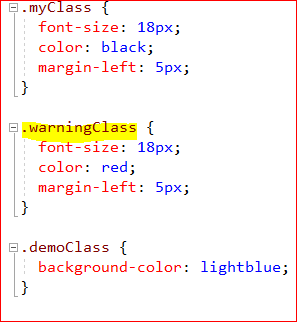 .myClass {
font-size: 18px;
color: black;
margin-left: 5px;
}
.warningClass {
font-size: 18px;
color: red;
margin-left: 5px;
}
.demoClass {
background-color: lightblue;
}